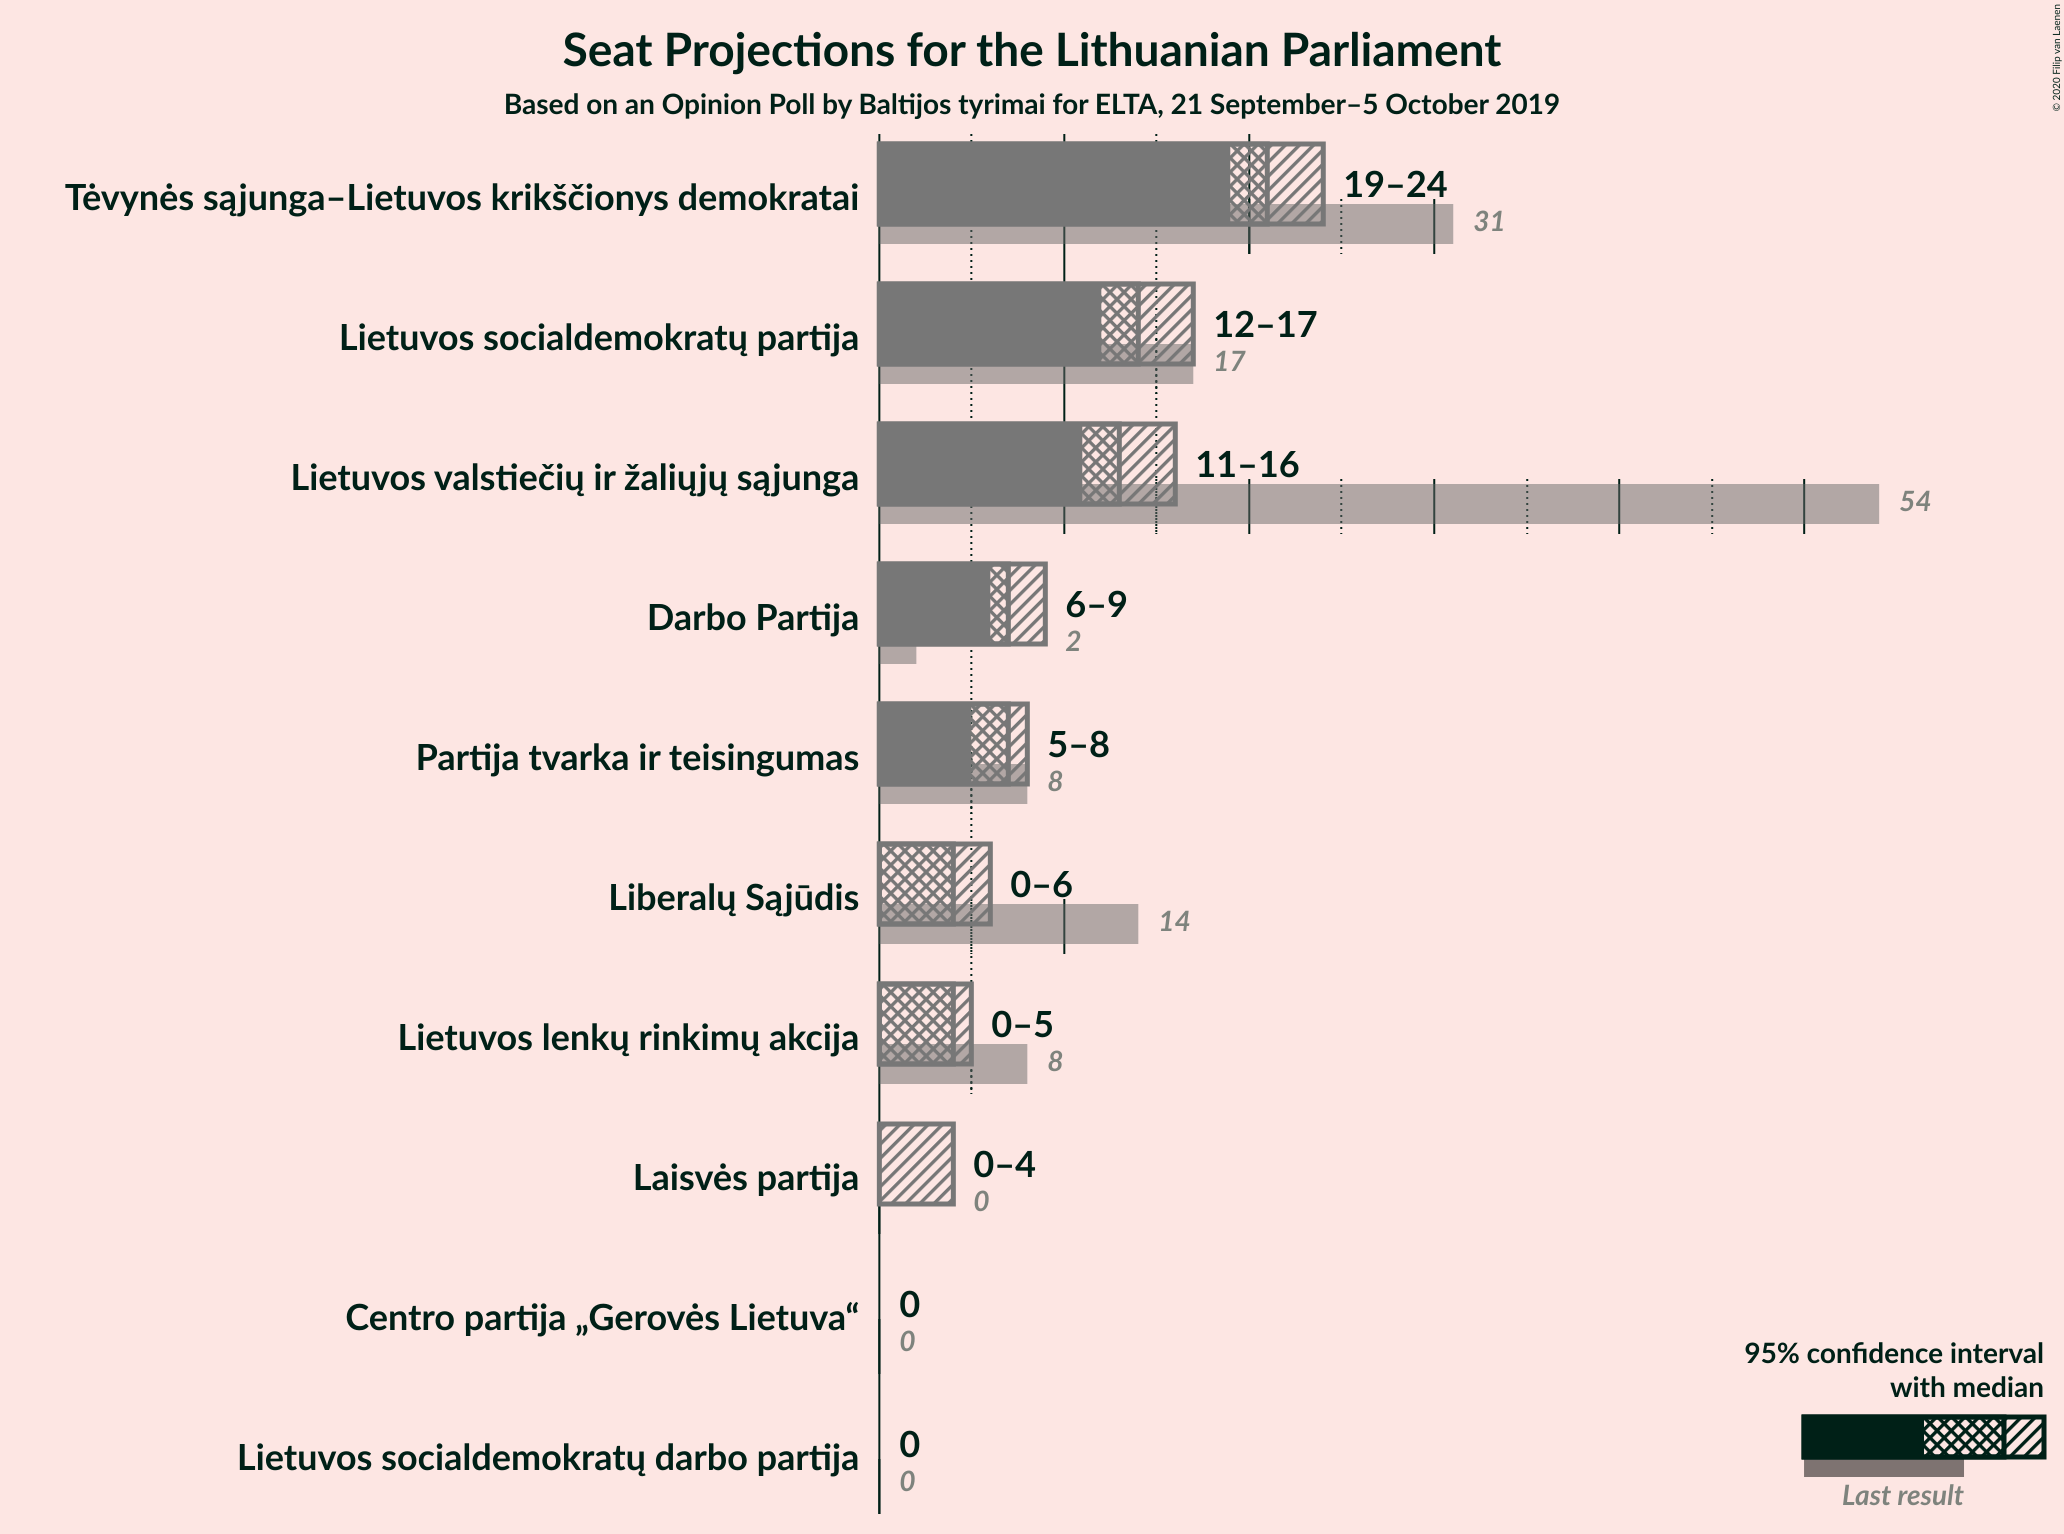 Seat Projections for the Lithuanian Parliament
Based on an Opinion Poll by Baltijos tyrimai for ELTA, 21 September–5 October 2019
© 2020 Filip van Laenen
Tėvynės sąjunga–Lietuvos krikščionys demokratai
19–24
31
Lietuvos socialdemokratų partija
12–17
17
Lietuvos valstiečių ir žaliųjų sąjunga
11–16
54
Darbo Partija
6–9
2
Partija tvarka ir teisingumas
5–8
8
Liberalų Sąjūdis
0–6
14
Lietuvos lenkų rinkimų akcija
0–5
8
Laisvės partija
0–4
0
Centro partija „Gerovės Lietuva“
0
0
Lietuvos socialdemokratų darbo partija
0
0
95% confidence interval
with median
Last result